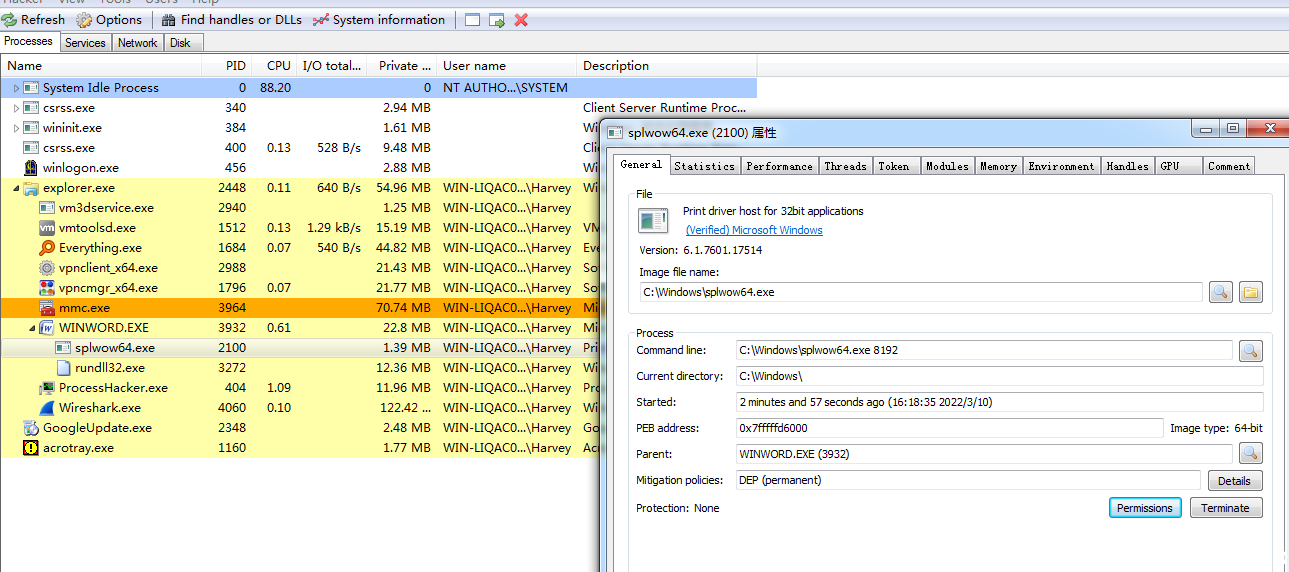 Hacker View Tools Users Help
Refresh Options Find handles or DLLs System information
Processes Services Network Disk
Name PID CPU I/O total... Private ... User name Description
System Idle Process 0 88.20 0 NT AUTHO...\SYSTEM
csrss.exe 340 2.94 MB Client Server Runtime Proc...
wininit.exe 384 1.61 MB Wi
csrss.exe 400 0.13 528 B/s 9.48 MB Clie
winlogon.exe 456 2.88 MB Wi
explorer.exe 2448 0.11 640 B/s 54.96 MB WIN-LIQAC0...\Harvey Wi
vm3dservice.exe 2940 1.25 MB WIN-LIQAC0...\Harvey
vmtoolsd.exe 1512 0.13 1.29 kB/s 15.19 MB WIN-LIQAC0...\Harvey VM
Everything.exe 1684 0.07 540 B/s 44.82 MB WIN-LIQAC0...\Harvey Eve
vpnclient_x64.exe 2988 21.43 MB WIN-LIQAC0...\Harvey Sof
vpncmgr_x64.exe 1796 0.07 21.77 MB WIN-LIQAC0...\Harvey Sof
mmc.exe 3964 70.74 MB WIN-LIQAC0...\Harvey Mi
WINWORD.EXE 3932 0.61 22.8 MB WIN-LIQAC0...\Harvey Mi
splwow64.exe 2100 1.39 MB WIN-LIQAC0...\Harvey Pri
rundll32.exe 3272 12.36 MB WIN-LIQAC0...\Harvey Wi
ProcessHacker.exe 404 1.09 11.96 MB WIN-LIQAC0...\Harvey Pro
Wireshark.exe 4060 0.10 122.42 ... WIN-LIQAC0...\Harvey Wi
GoogleUpdate.exe 2348 2.48 MB WIN-LIQAC0...\Harvey Go
acrotray.exe 1160 1.77 MB WIN-LIQAC0...\Harvey Acr
splwow64.exe (2100) 属性
General Statistics Performance Threads Token Modules Memory Environment Handles GPU Comment
File
Print driver host for 32bit applications
(Verified) Microsoft Windows
Version: 6.1.7601.17514
Image file name:
C:\Windows\splwow64.exe
Process
Command line: C:\Windows\splwow64.exe 8192
Current directory: C:\Windows\
Started: 2 minutes and 57 seconds ago (16:18:35 2022/3/10)
PEB address: 0x7fffffd6000 Image type: 64-bit
Parent: WINWORD.EXE (3932)
Mitigation policies: DEP (permanent) Details
Protection: None Permissions Terminate